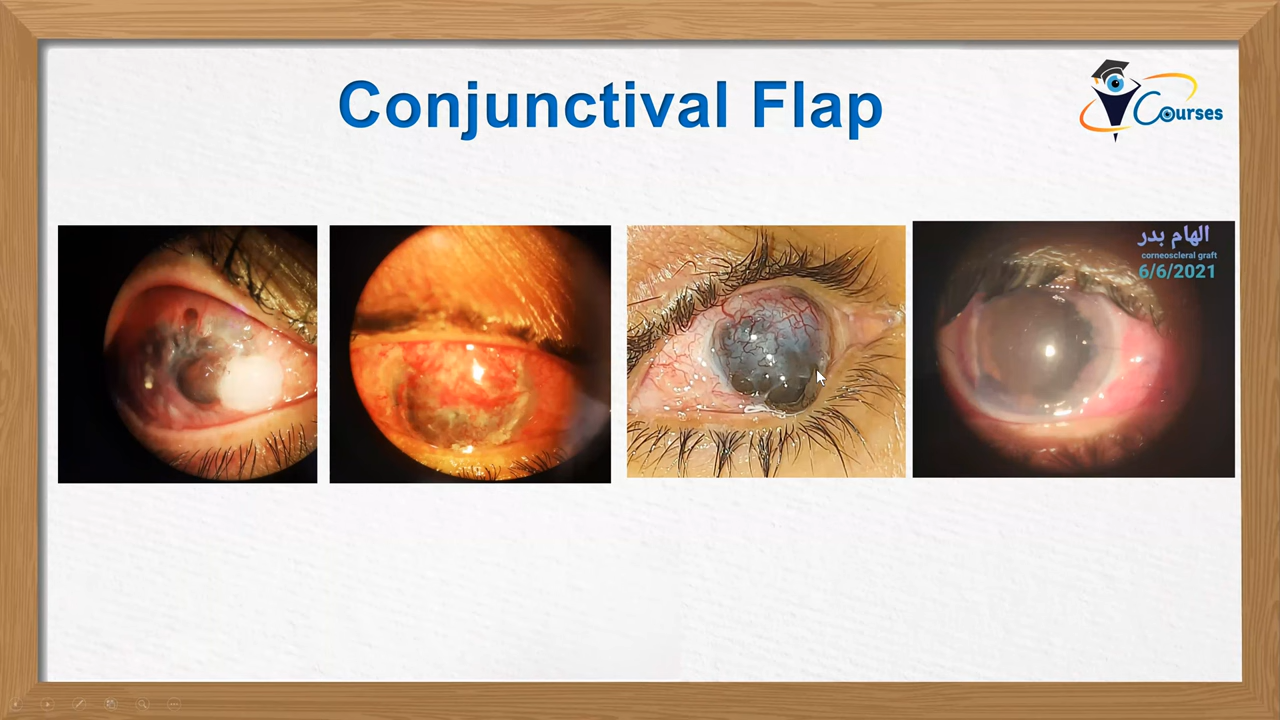 Conjunctival Flap
Courses
الهام بدر
corneoscleral graft
6/6/2021